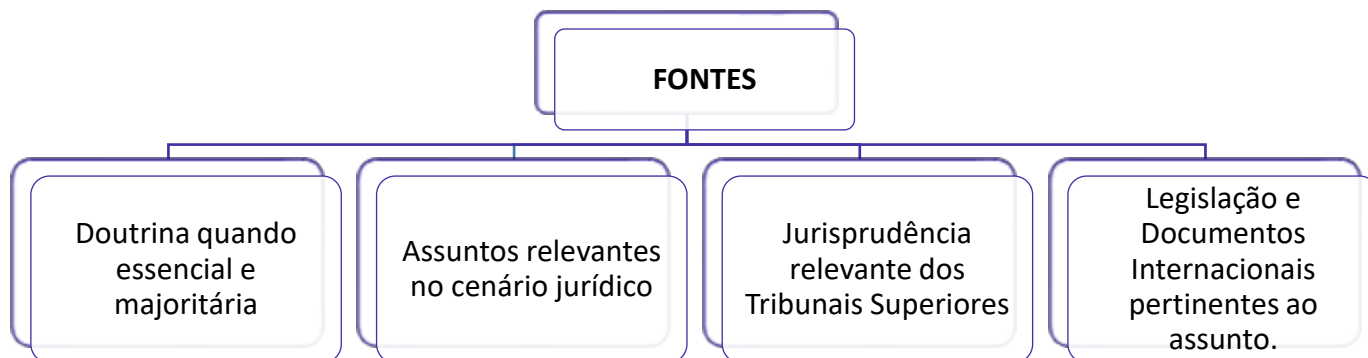 FONTES
Doutrina quando
essencial e
majoritária
Assuntos relevantes
no cenário jurídico
Jurisprudência
relevante dos
Tribunais Superiores
Legislação e
Documentos
Internacionais
pertinentes ao
assunto.